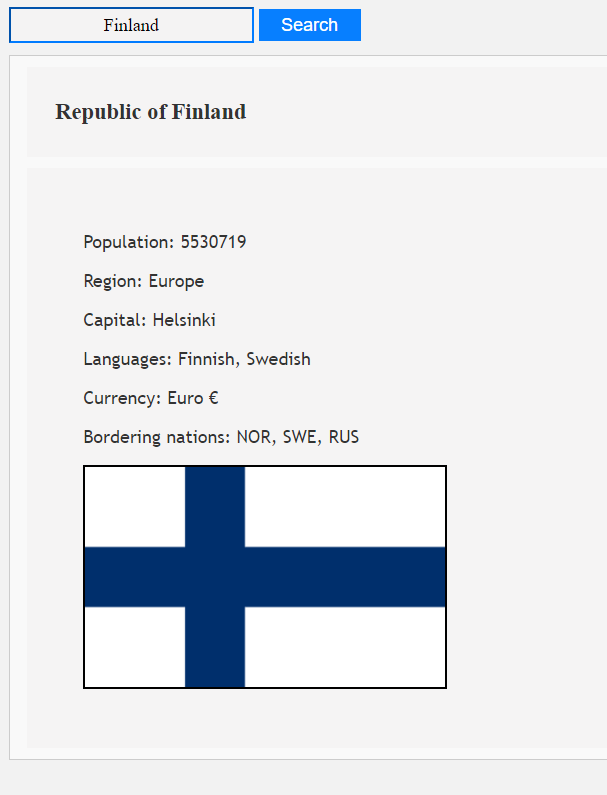 Finland Search
Republic of Finland
Population: 5530719
Region: Europe
Capital: Helsinki
Languages: Finnish, Swedish
Currency: Euro €
Bordering nations: NOR, SWE, RUS